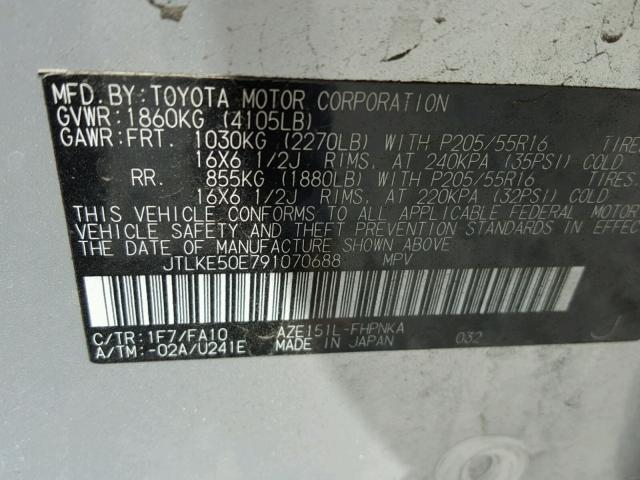 MFD. BY: TOYOTA MOTOR CORPORATION
GVWR: 1860KG (4105LB)
GAWR: FRT. 1030KG (2270LB) WITH P205/55R16 TIRES
16X6 1/2J RIMS, AT 240KPA (35PSI) COLD
RR. 855KG (1880LB) WITH P205/55R16 TIRES
16X6 1/2J RIMS, AT 220KPA (32PSI) COLD
THIS VEHICLE CONFORMS TO ALL APPLICABLE FEDERAL MOTOR
VEHICLE SAFETY AND THEFT PREVENTION STANDARDS IN EFFEC
THE DATE OF MANUFACTURE SHOWN ABOVE.
JTLKE50E791070688 MPV
C/TR: 1F7/FA10 AZE151L-FHPNKA
A/TM: -02A/U241E MADE IN JAPAN 032 J